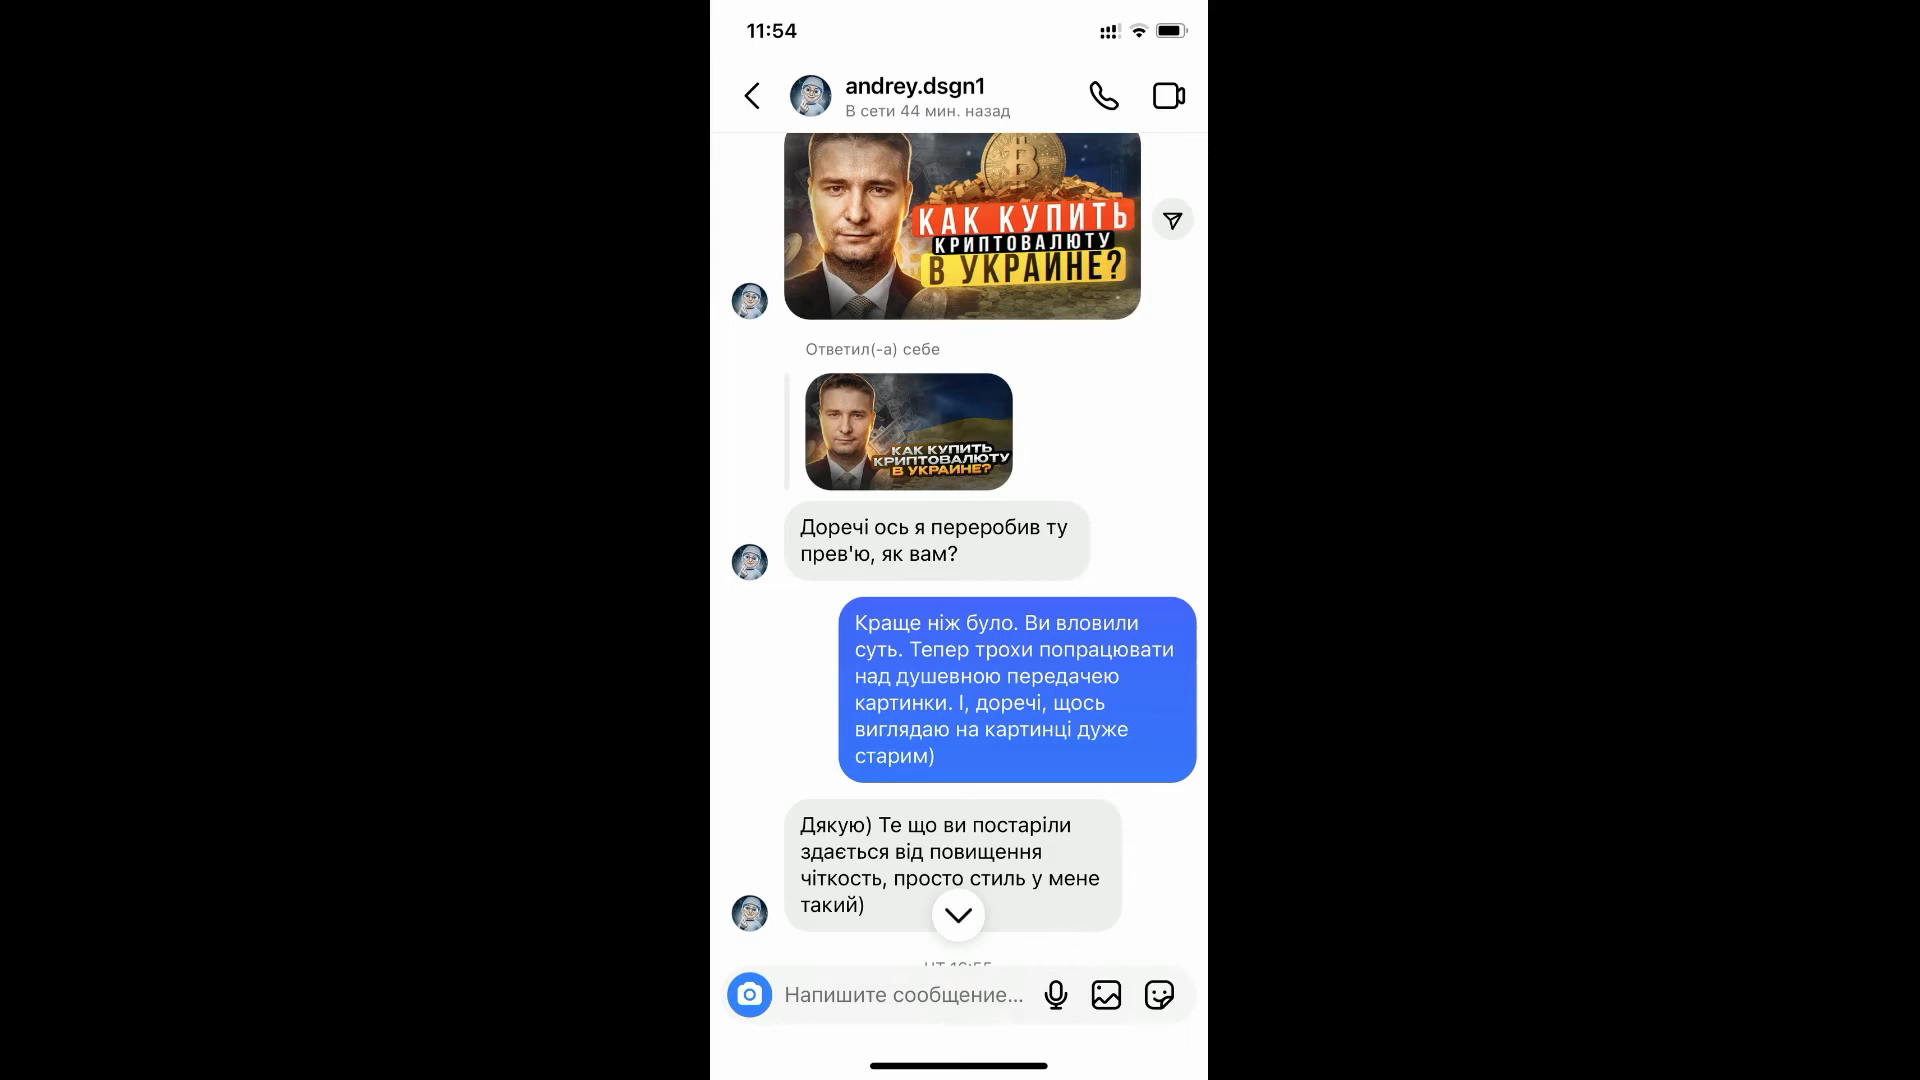 11:54
andrey.dsgn1
В сети 44 мин. назад
КАК КУПИТЬ
КРИПТОВАЛЮТУ
В УКРАИНЕ?
Ответил(-а) себе
КАК КУПИТЬ
КРИПТОВАЛЮТУ
В УКРАИНЕ?
Доречі ось я переробив ту
прев'ю, як вам?
Краще ніж було. Ви вловили
суть. Тепер трохи попрацювати
над душевною передачею
картинки. І, доречі, щось
виглядаю на картинці дуже
старим)
Дякую) Те що ви постаріли
здається від повищення
чіткость, просто стиль у мене
такий)
Напишите сообщение...